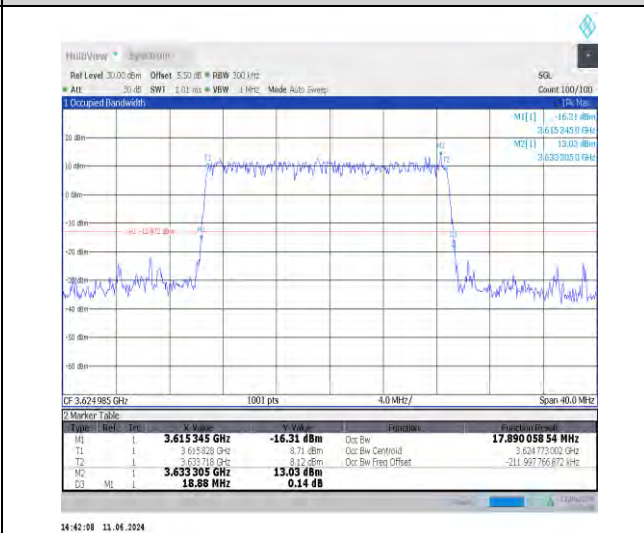 MultiView Spectrum
Ref Level 30.00 dBm Offset 5.50 dB RBW 300 kHz SGL
Att 30 dB SWT 1.01 ms VBW 1 MHz Mode Auto Sweep Count 100/100
1 Occupied Bandwidth 1Pk Max
M1[1] -16.31 dBm
3.615 345 0 GHz
M2[1] 13.03 dBm
3.633 305 0 GHz
20 dBm
10 dBm
0 dBm
-10 dBm
H1 -12.972 dBm
-20 dBm
-30 dBm
-40 dBm
-50 dBm
-60 dBm
T1
M2
T2
M1
D3
CF 3.624 985 GHz 1001 pts 4.0 MHz/ Span 40.0 MHz
2 Marker Table
Type Ref Trc X-Value Y-Value Function Function Result
M1 1 3.615 345 GHz -16.31 dBm Occ Bw 17.890 058 54 MHz
T1 1 3.615 828 GHz 8.71 dBm Occ Bw Centroid 3.624 773 002 GHz
T2 1 3.633 718 GHz 8.12 dBm Occ Bw Freq Offset -211.997 766 872 kHz
M2 1 3.633 305 GHz 13.03 dBm
D3 M1 1 18.88 MHz 0.14 dB
14:42:08 11.06.2024